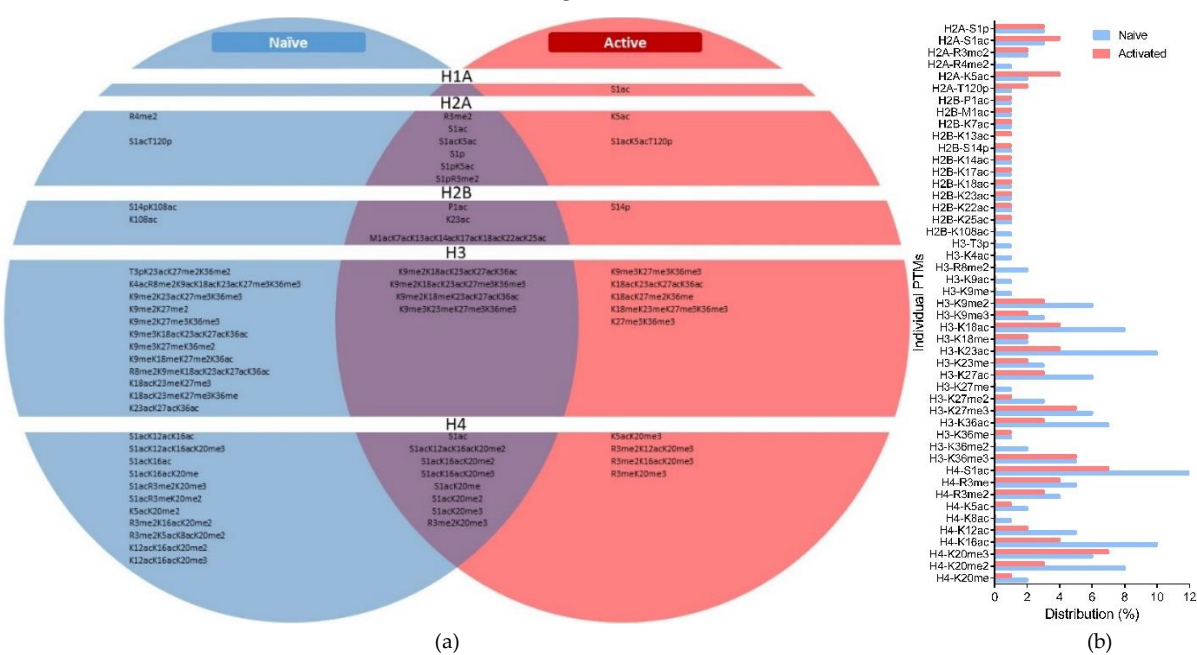 Naïve
Active
H1A
S1ac
H2A
R4me2
R3me2
K5ac
S1ac
S1acT120p
S1acK5ac
S1acK5acT120p
S1p
S1pK5ac
S1pR3me2
H2B
S14pK108ac
P1ac
S14p
K108ac
K23ac
M1acK7acK13acK14acK17acK18acK22acK25ac
H3
T3pK23acK27me2K36me2
K4acR8me2K9acK18acK23acK27me3K36me3
K9me2K23acK27me3K36me3
K9me2K27me2
K9me2K27me3K36me3
K9me3K18acK23acK27acK36ac
K9me3K27meK36me2
K9meK18meK27me2K36ac
R8me2K9meK18acK23acK27acK36ac
K18acK23meK27me3
K18acK23meK27me3K36me
K23acK27acK36ac
K9me2K18acK23acK27acK36ac
K9me2K18acK23acK27me3K36me3
K9me2K18meK23acK27acK36ac
K9me3K23meK27me3K36me3
K9me3K27me3K36me3
K18acK23acK27acK36ac
K18acK27me2K36me
K18meK23meK27me3K36me3
K27me3K36me3
H4
S1acK12acK16ac
S1acK12acK16acK20me3
S1acK16ac
S1acK16acK20me
S1acR3me2K20me3
S1acR3meK20me2
K5acK20me2
R3me2K16acK20me2
R3me2K5acK8acK20me2
K12acK16acK20me2
K12acK16acK20me3
S1ac
S1acK12acK16acK20me2
S1acK16acK20me2
S1acK16acK20me3
S1acK20me
S1acK20me2
S1acK20me3
R3me2K20me3
K5acK20me3
R3me2K12acK20me3
R3me2K16acK20me3
R3meK20me3
(a)
Individual PTMs
H2A-S1p
H2A-S1ac
H2A-R3me2
H2A-R4me2
H2A-K5ac
H2A-T120p
H2B-P1ac
H2B-M1ac
H2B-K7ac
H2B-K13ac
H2B-S14p
H2B-K14ac
H2B-K17ac
H2B-K18ac
H2B-K23ac
H2B-K22ac
H2B-K25ac
H2B-K108ac
H3-T3p
H3-K4ac
H3-R8me2
H3-K9ac
H3-K9me
H3-K9me2
H3-K9me3
H3-K18ac
H3-K18me
H3-K23ac
H3-K23me
H3-K27ac
H3-K27me
H3-K27me2
H3-K27me3
H3-K36ac
H3-K36me
H3-K36me2
H3-K36me3
H4-S1ac
H4-R3me
H4-R3me2
H4-K5ac
H4-K8ac
H4-K12ac
H4-K16ac
H4-K20me3
H4-K20me2
H4-K20me
Naive
Activated
0 2 4 6 8 10 12
Distribution (%)
(b)